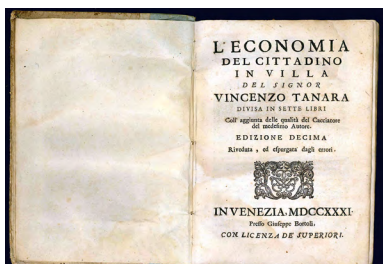 L'ECONOMIA
DEL CITTADINO
IN VILLA
DEL SIGNOR
VINCENZO TANARA
DIVISA IN SETTE LIBRI
Coll' aggiunta delle qualità del Cacciatore
del medesimo Autore.
EDIZIONE DECIMA
Riveduta, ed espurgata dagli errori.
IN VENEZIA. MDCCXXXI.
Presso Giuseppe Bortoli.
CON LICENZA DE SUPERIORI.